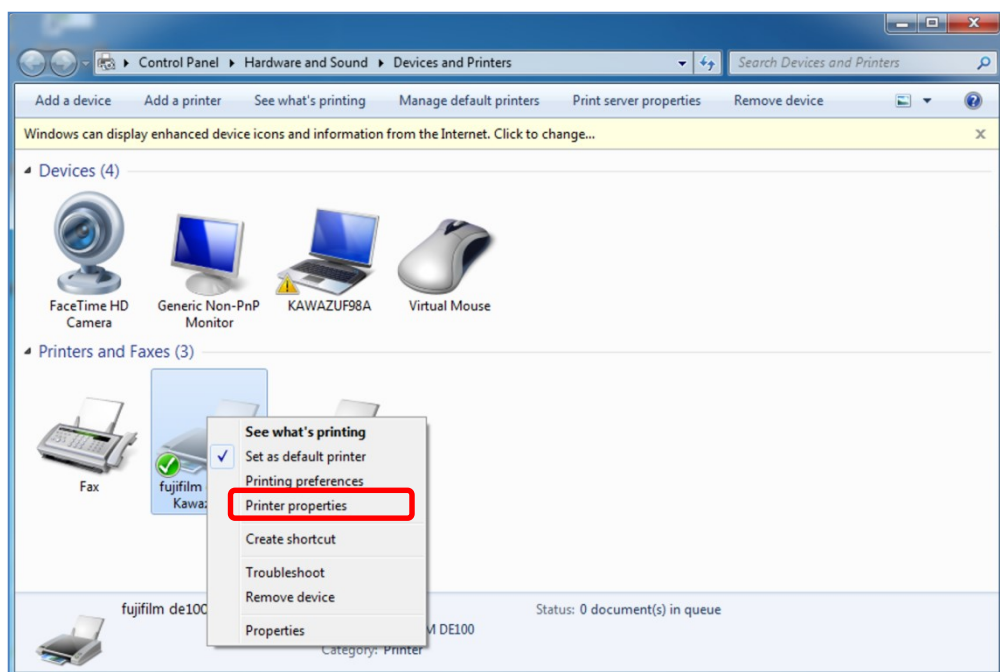 Control Panel ▸ Hardware and Sound ▸ Devices and Printers
Search Devices and Printers
Add a device Add a printer See what's printing Manage default printers Print server properties Remove device
Windows can display enhanced device icons and information from the Internet. Click to change...
Devices (4)
FaceTime HD
Camera
Generic Non-PnP
Monitor
KAWAZUF98A
Virtual Mouse
Printers and Faxes (3)
Fax
fujifilm
Kawaz
See what's printing
Set as default printer
Printing preferences
Printer properties
Create shortcut
Troubleshoot
Remove device
Properties
fujifilm de100
Status: 0 document(s) in queue
M DE100
Category: Printer